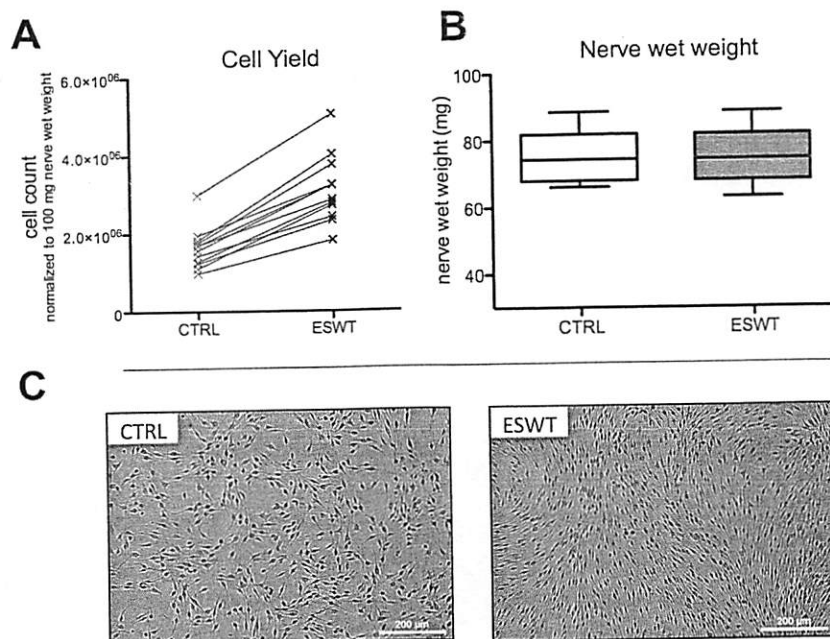 A
Cell Yield
6.0×10⁰⁶
4.0×10⁰⁶
2.0×10⁰⁶
0
cell count
normalized to 100 mg nerve wet weight
CTRL ESWT
B
Nerve wet weight
100
80
60
40
nerve wet weight (mg)
CTRL ESWT
C
CTRL
200 µm
ESWT
200 µm